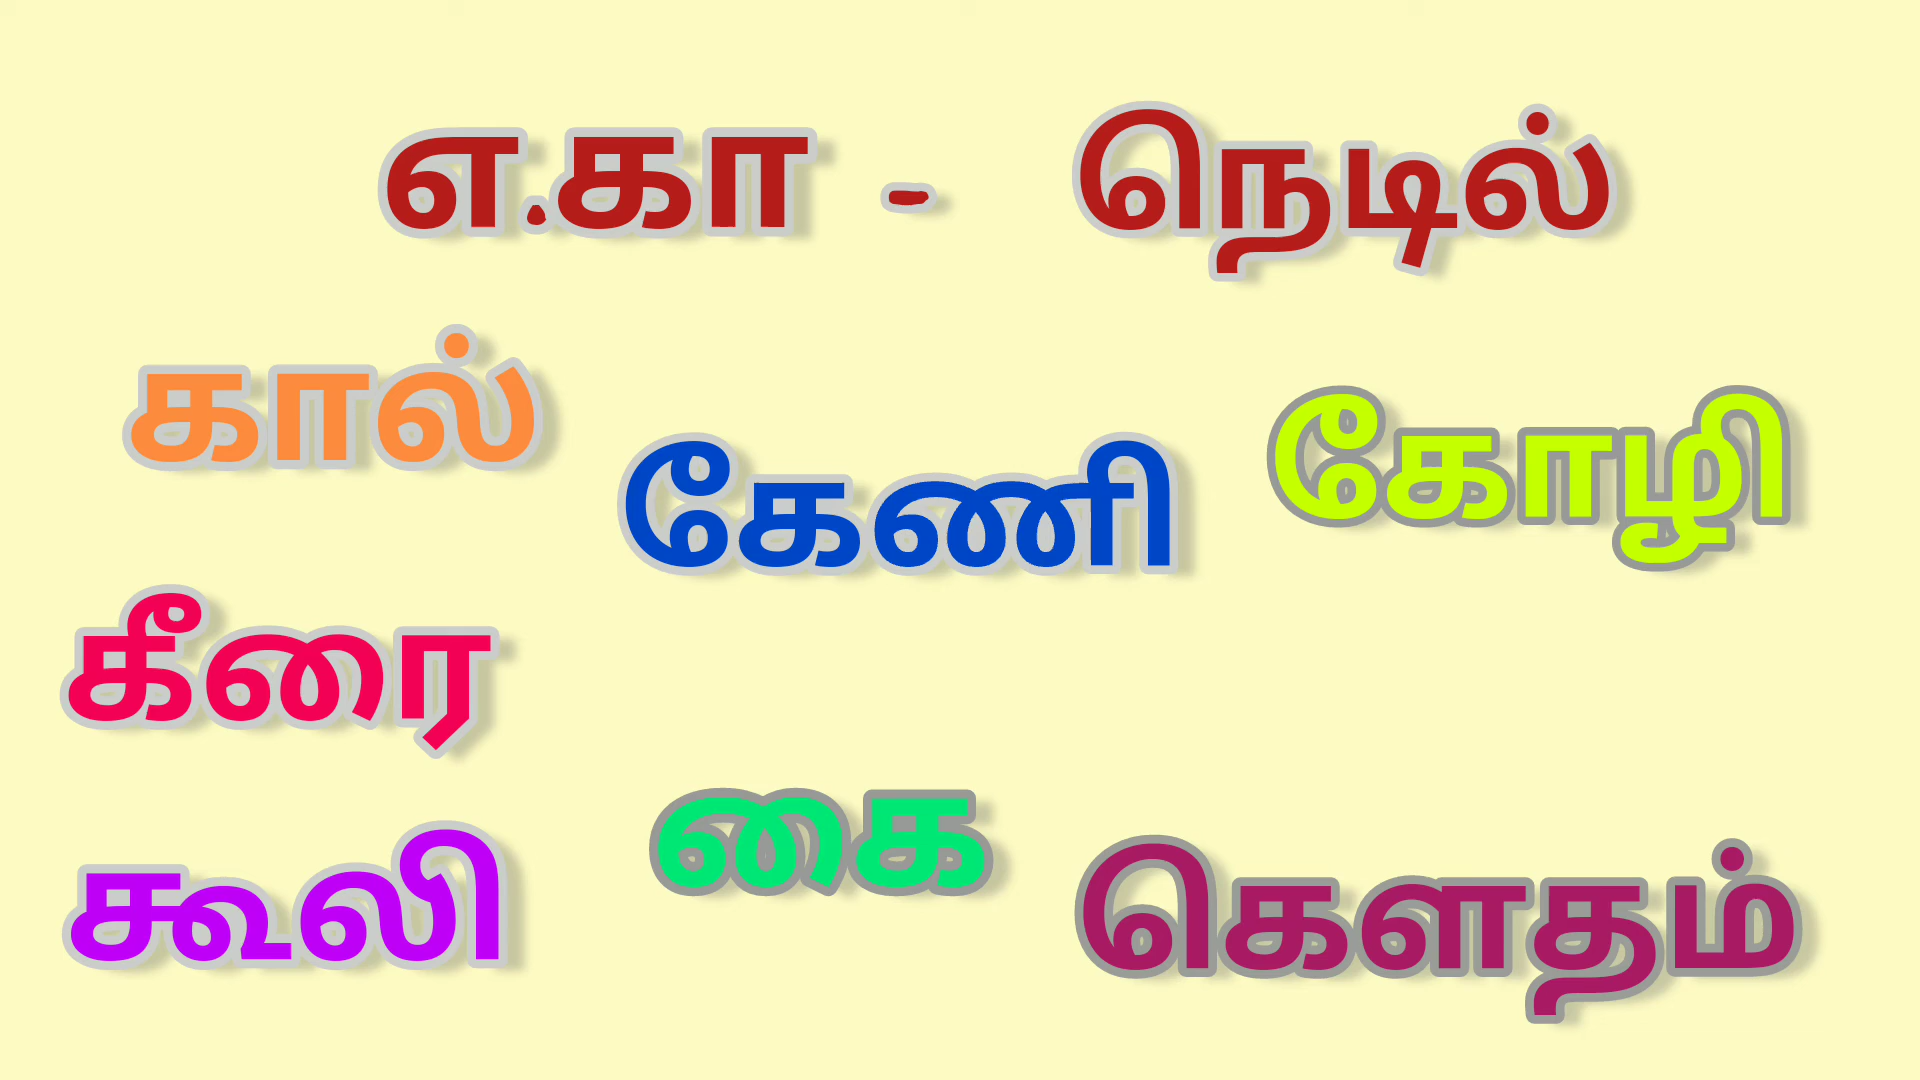 எ.கா - நெடில்
கால்
கேணி
கோழி
கீரை
கை
கூலி
கௌதம்